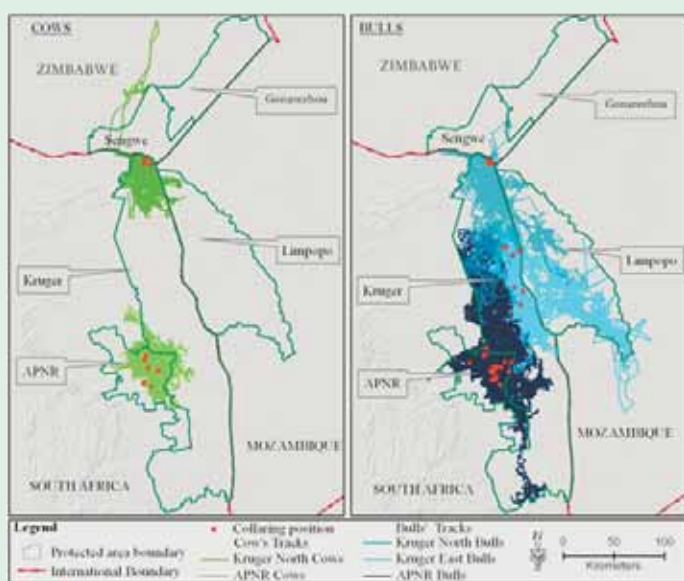 COWS
ZIMBABWE
Gonarezhou
Sengwe
Limpopo
Kruger
APNR
MOZAMBIQUE
SOUTH AFRICA
BULLS
ZIMBABWE
Gonarezhou
Sengwe
Limpopo
Kruger
APNR
MOZAMBIQUE
SOUTH AFRICA
Legend
Protected area boundary
International Boundary
Collaring position
Cow's Tracks
Kruger North Cows
APNR Cows
Bulls' Tracks
Kruger North Bulls
Kruger East Bulls
APNR Bulls
N
0 50 100
Kilometers